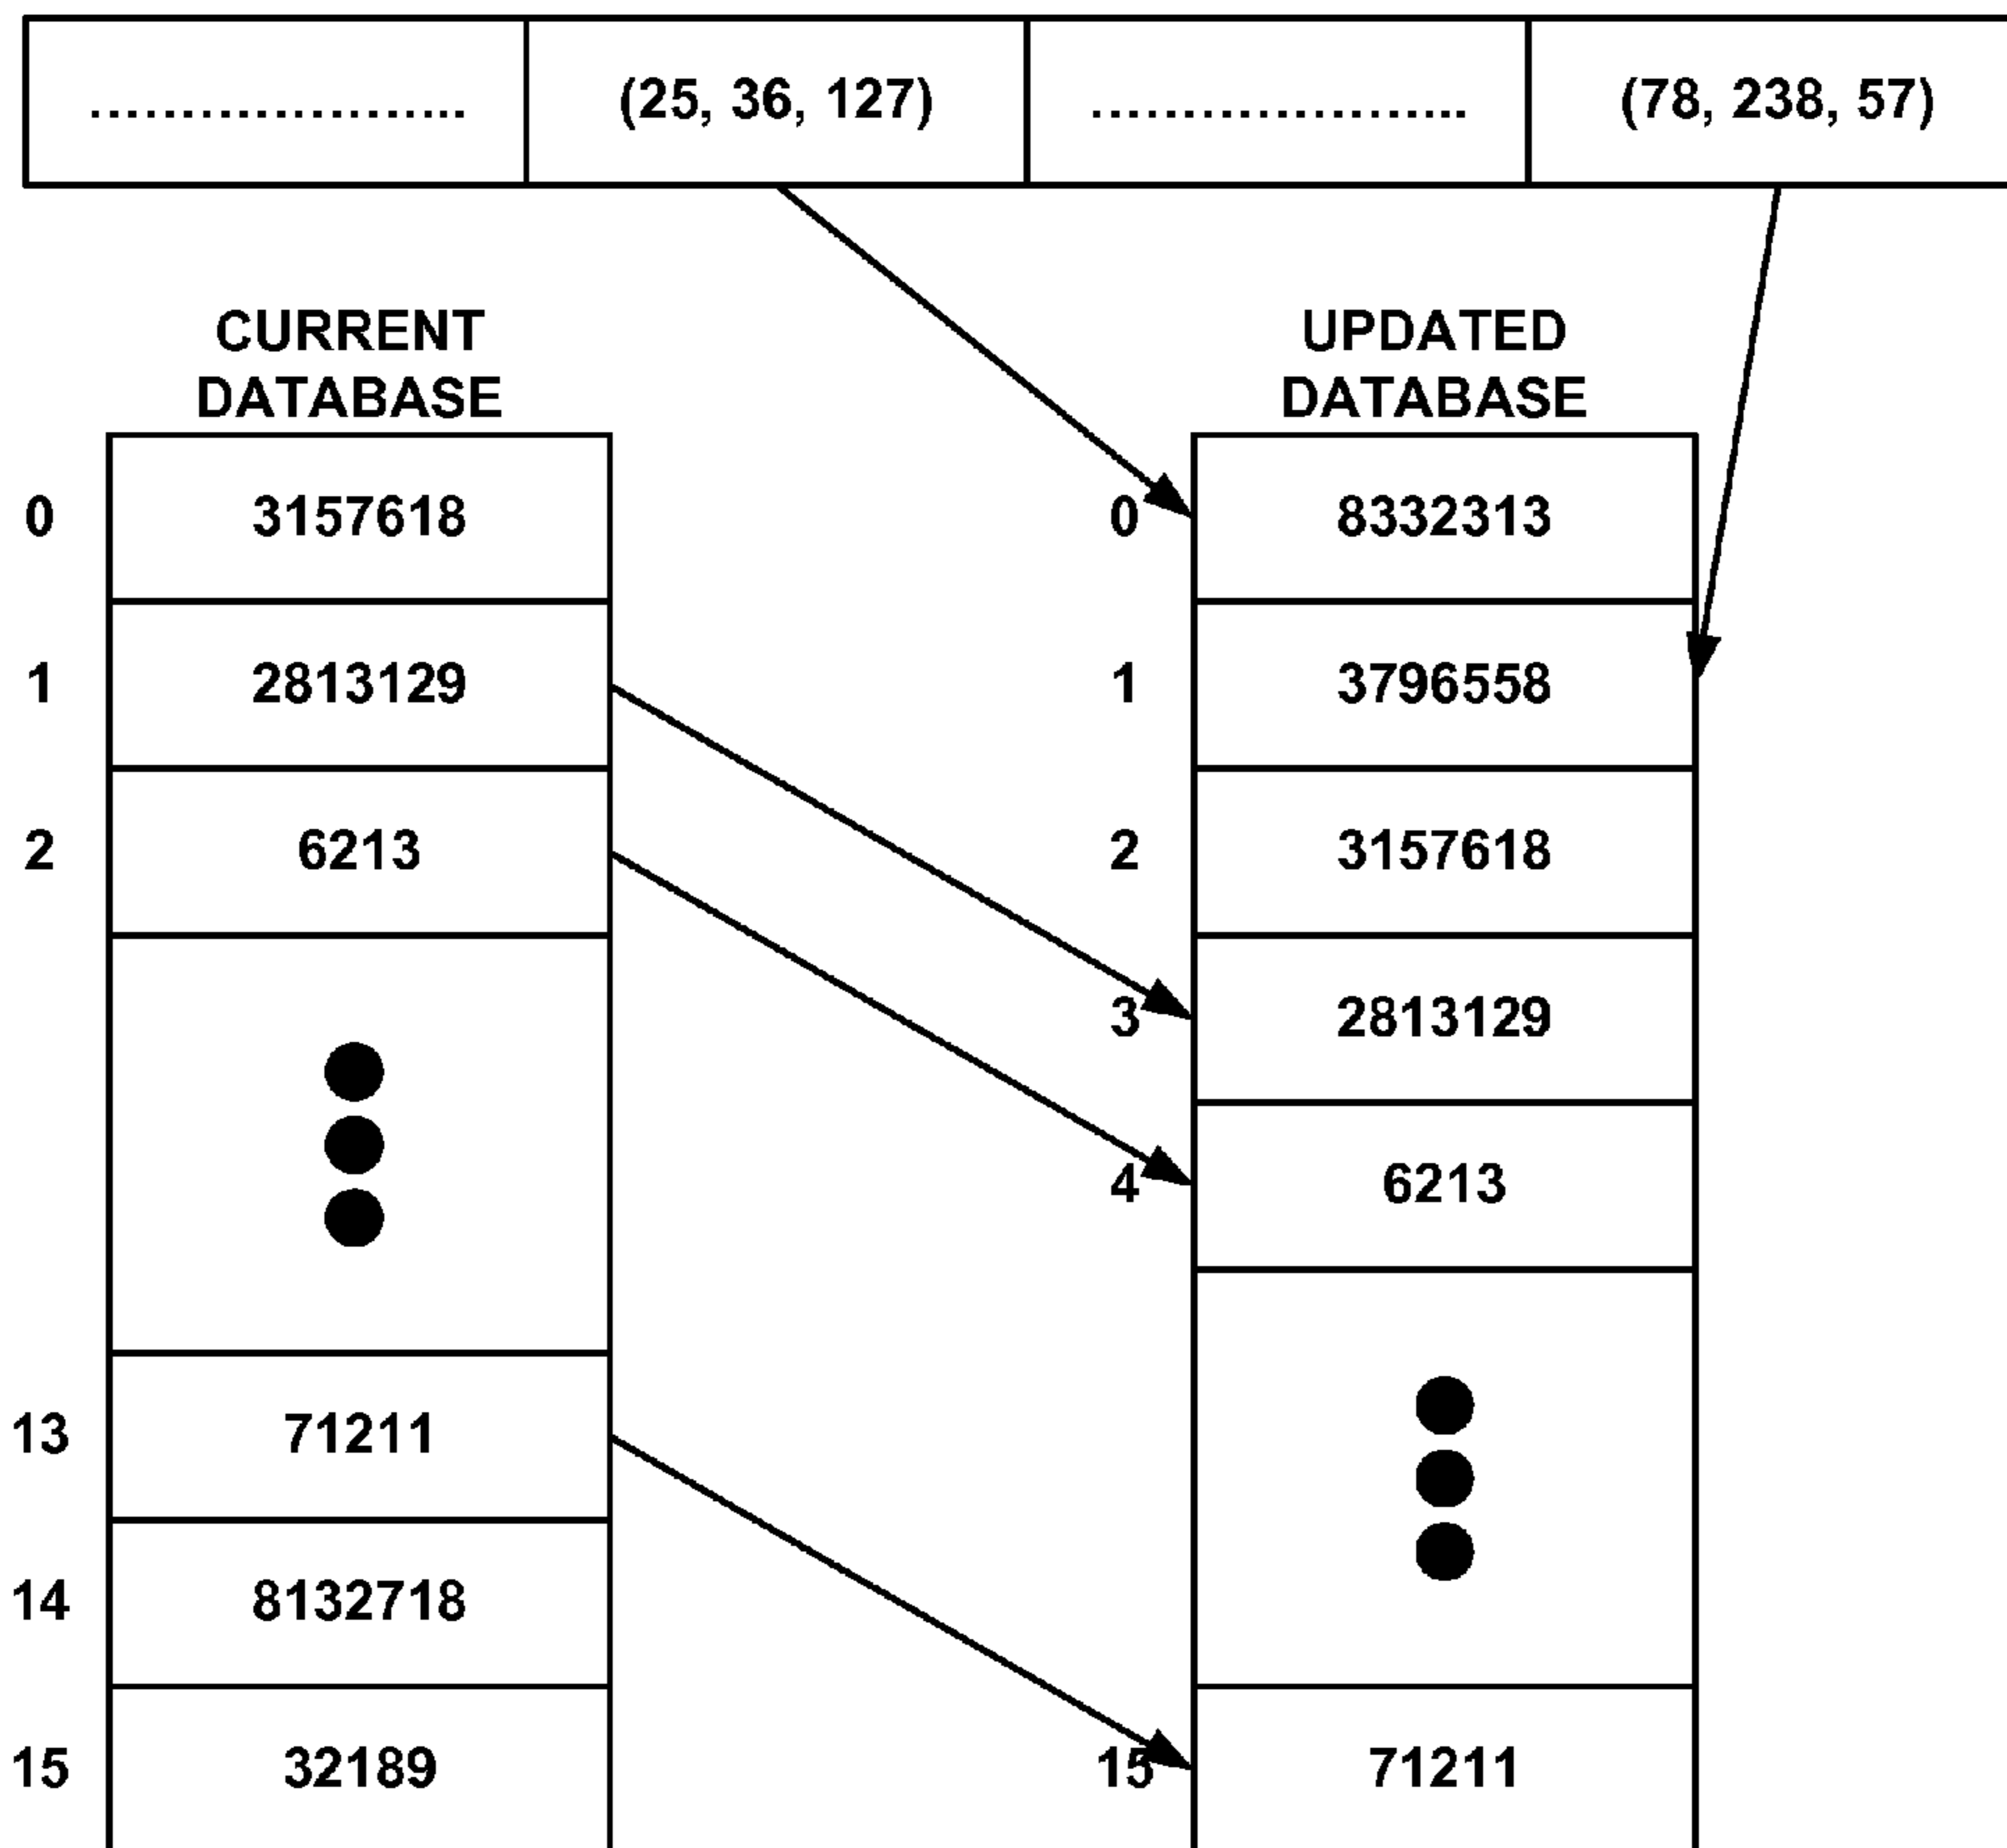 ...................... (25, 36, 127) ...................... (78, 238, 57)
CURRENT
DATABASE
0 3157618
1 2813129
2 6213
13 71211
14 8132718
15 32189
UPDATED
DATABASE
0 8332313
1 3796558
2 3157618
3 2813129
4 6213
15 71211